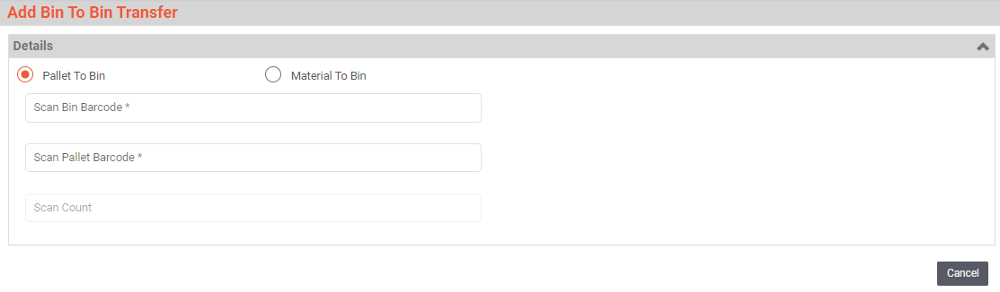 Add Bin To Bin Transfer
Details
Pallet To Bin
Material To Bin
Scan Bin Barcode *
Scan Pallet Barcode *
Scan Count
Cancel